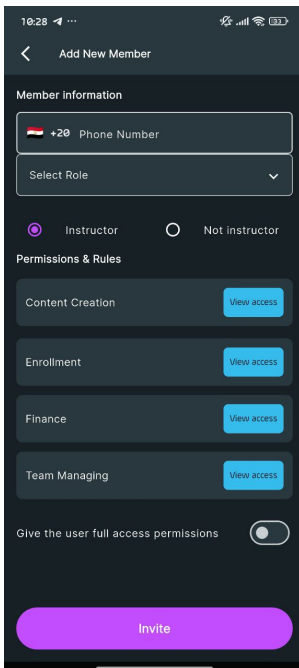 10:28
Add New Member
Member information
+20 Phone Number
Select Role
Instructor Not instructor
Permissions & Rules
Content Creation View access
Enrollment View access
Finance View access
Team Managing View access
Give the user full access permissions
Invite